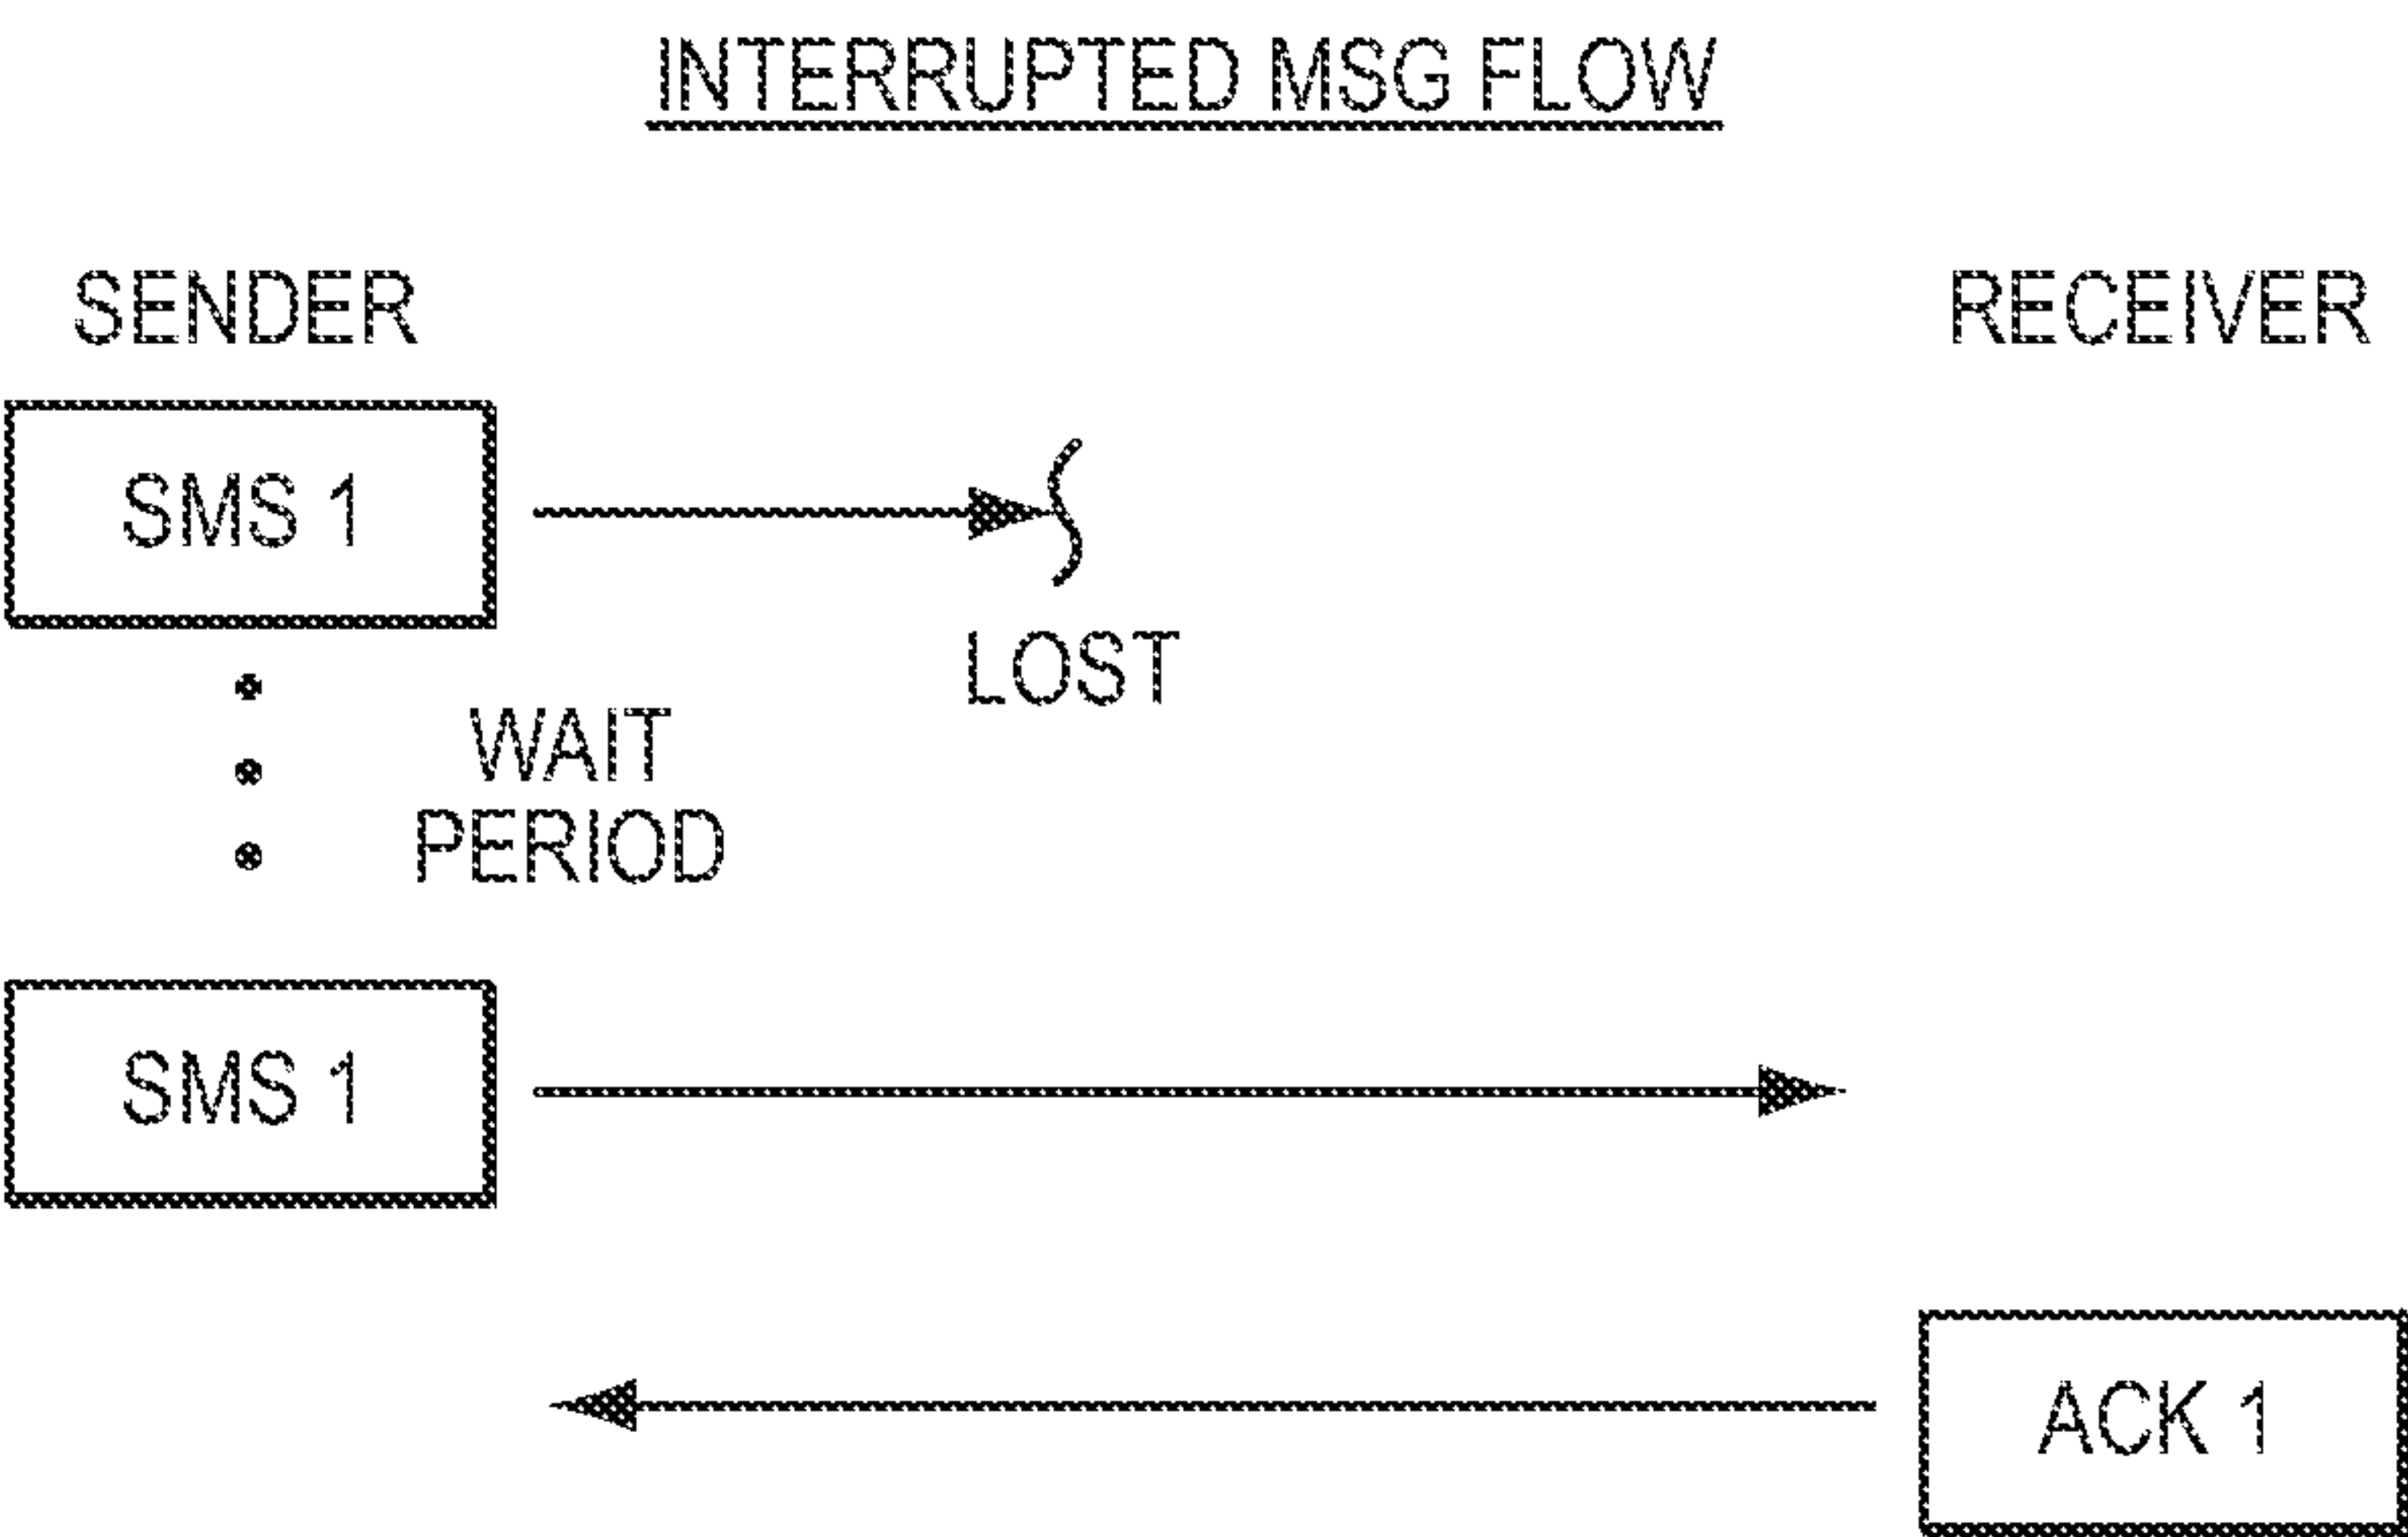 INTERRUPTED MSG FLOW
SENDER
RECEIVER
SMS 1
LOST
WAIT
PERIOD
SMS 1
ACK 1